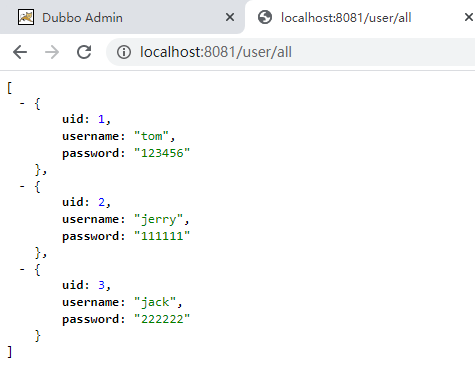 Dubbo Admin
localhost:8081/user/all
localhost:8081/user/all
[
- {
uid: 1,
username: "tom",
password: "123456"
},
- {
uid: 2,
username: "jerry",
password: "111111"
},
- {
uid: 3,
username: "jack",
password: "222222"
}
]